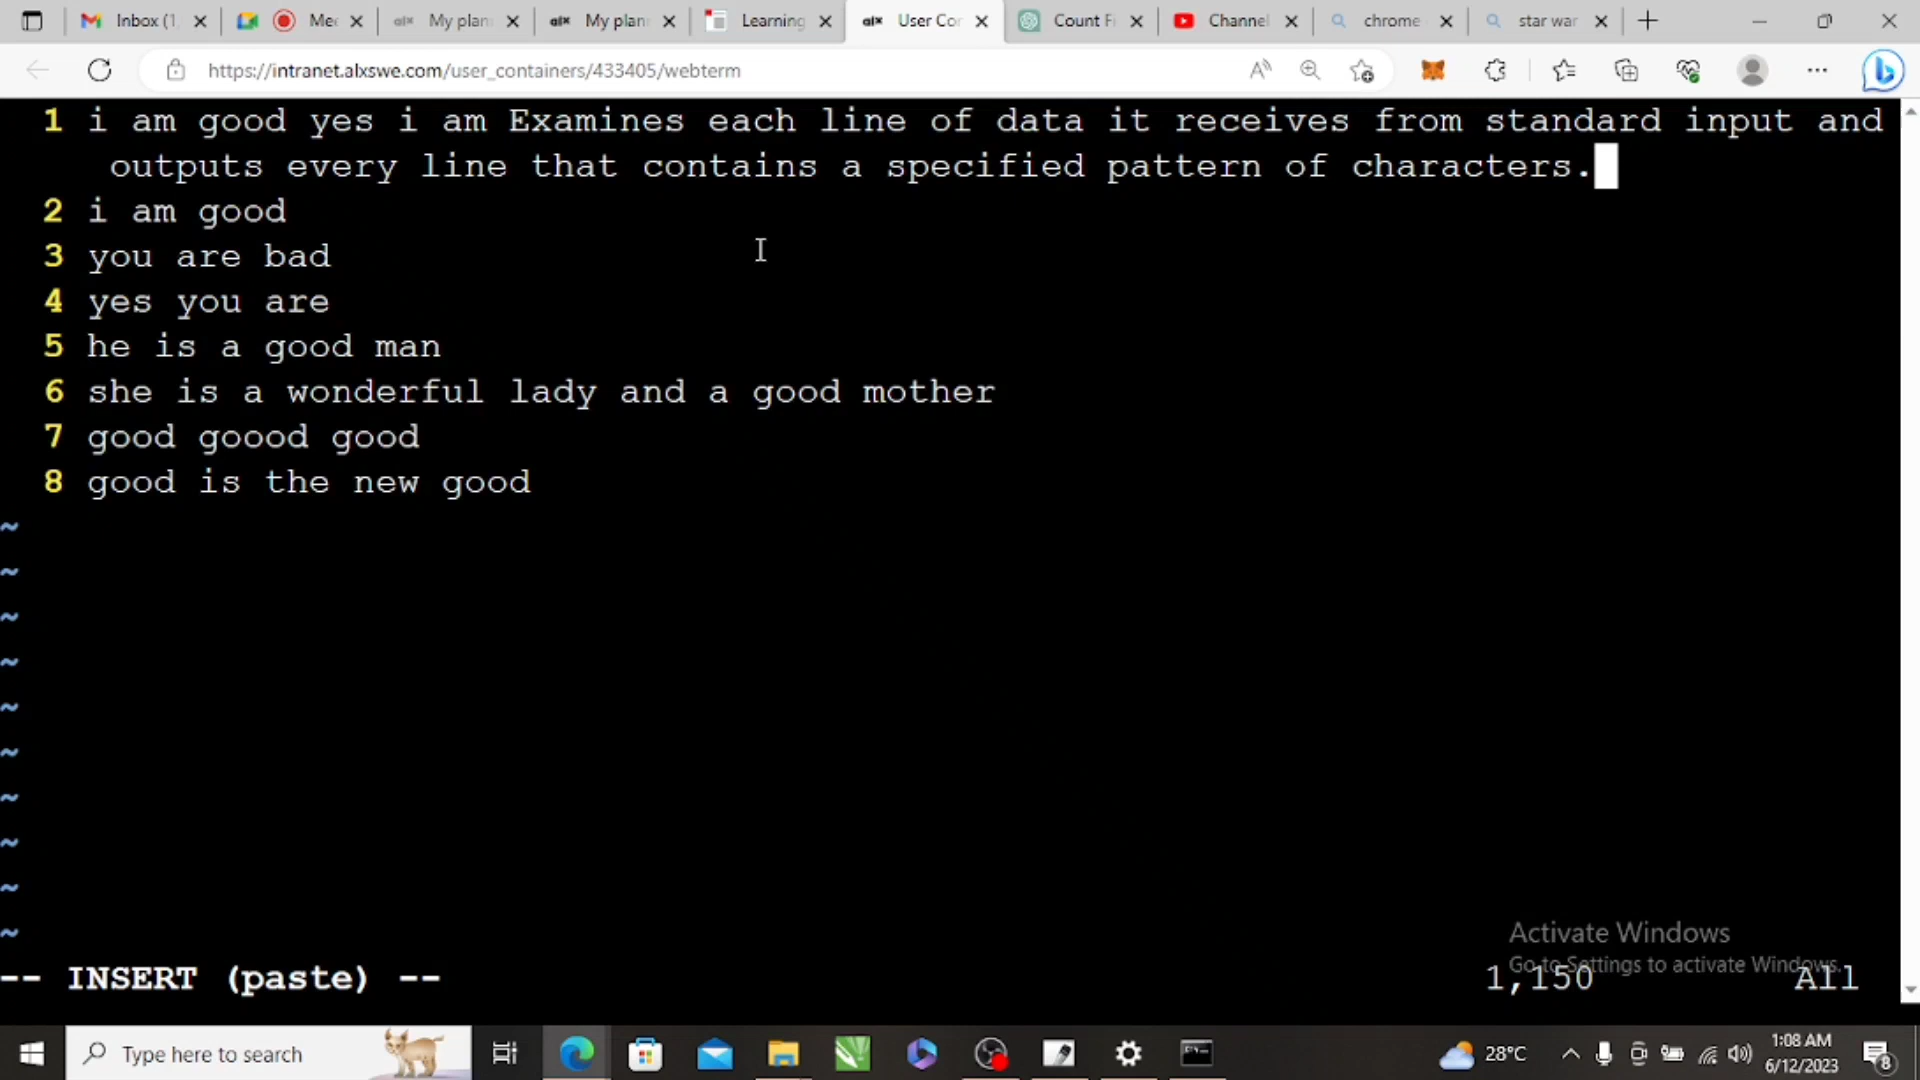 Inbox (1,
Mee
My plan
My plan
Learning
User Con
Count Fi
Channel
chrome
star war
https://intranet.alxswe.com/user_containers/433405/webterm
1 i am good yes i am Examines each line of data it receives from standard input and
outputs every line that contains a specified pattern of characters.
2 i am good
3 you are bad
4 yes you are
5 he is a good man
6 she is a wonderful lady and a good mother
7 good goood good
8 good is the new good
~
~
~
~
~
~
~
~
~
~
Activate Windows
Go to Settings to activate Windows.
-- INSERT (paste) -- 1,150 All
Type here to search
28°C
1:08 AM
6/12/2023
8